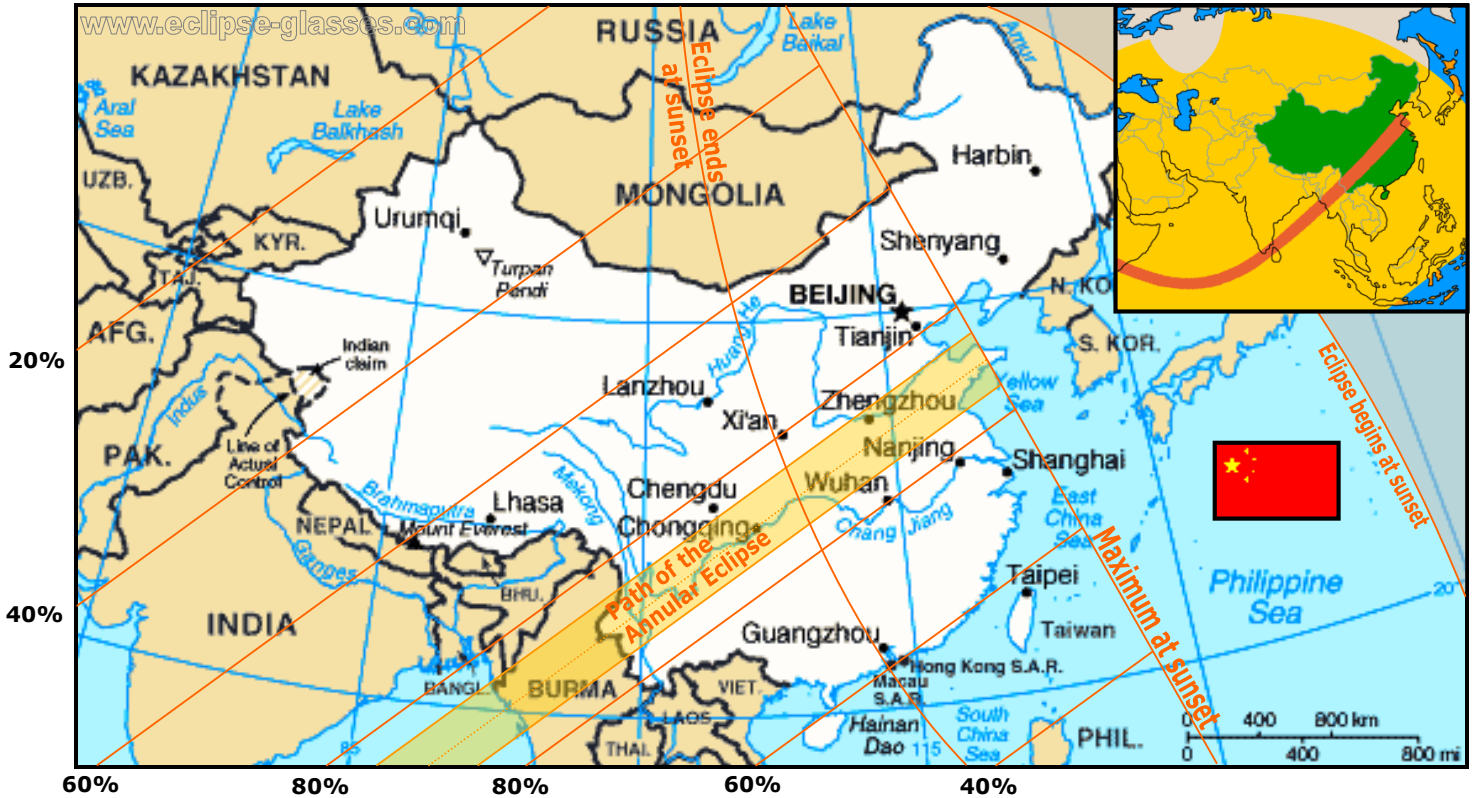 www.eclipse-glasses.com
RUSSIA
Lake
Baikal
Amur
KAZAKHSTAN
Aral
Sea
Lake
Balkhash
Eclipse ends
at sunset
UZB.
MONGOLIA
Harbin
Urumqi
KYR.
Turpan
Pendi
TAJ.
Shenyang
BEIJING
Tianjin
N. KO
S. KOR.
AFG.
Indian
claim
Huang He
20%
Lanzhou
Zhengzhou
Yellow
Sea
Indus
Xi'an
Eclipse begins at sunset
PAK.
Line of
Actual
Control
Nanjing
Shanghai
Mekong
Chengdu
Wuhan
Brahmaputra
Lhasa
East
China
Sea
NEPAL
Mount Everest
Chongqing
Chang Jiang
Path of the
Annular Eclipse
Maximum at sunset
Ganges
BHU.
Taipei
Philippine
Sea
20°
40%
INDIA
Guangzhou
Taiwan
Hong Kong S.A.R.
Macau
S.A.R.
BANGL.
BURMA
VIET.
LAOS
Hainan
Dao
South
China
Sea
PHIL.
THAI.
85
115
0 400 800 km
0 400 800 mi
60% 80% 80% 60% 40%